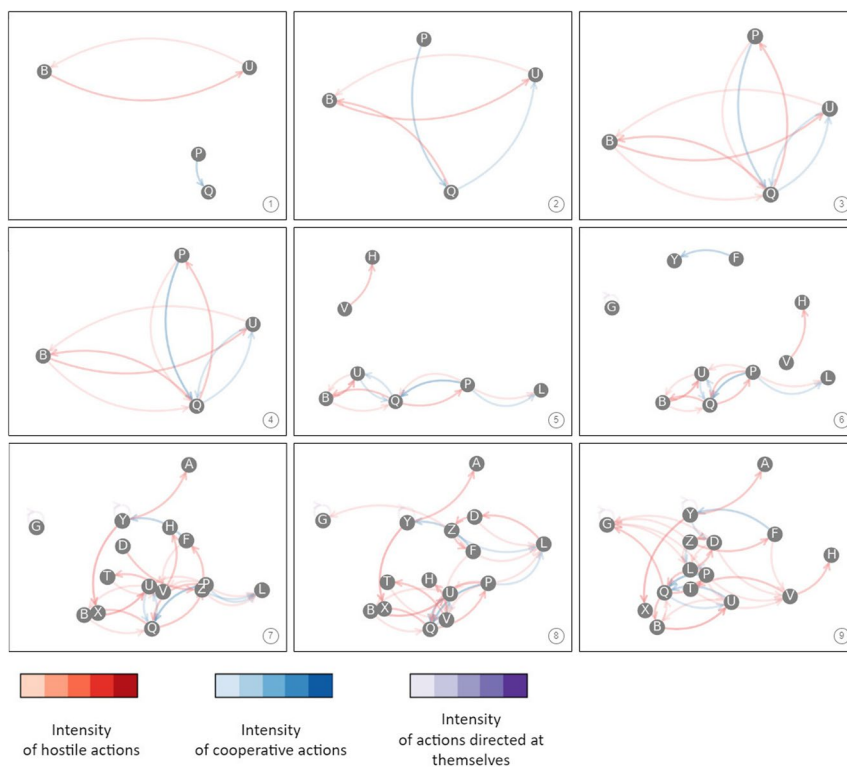 B U
P
Q
1
P
U
B
Q
2
P
U
B
Q
3
P
U
B
Q
4
H
V
U
P
L
B Q
5
Y F
G
H
V
U P
L
B Q
6
A
G Y H
F
D
T
U V Z P L
B X
Q
7
A
G Y D
Z
F L
T H P
U
B X
V
Q
8
A
Y
G
F
Z D
H
L P
Q T
V
U
X
B
9
Intensity
of hostile actions
Intensity
of cooperative actions
Intensity
of actions directed at
themselves